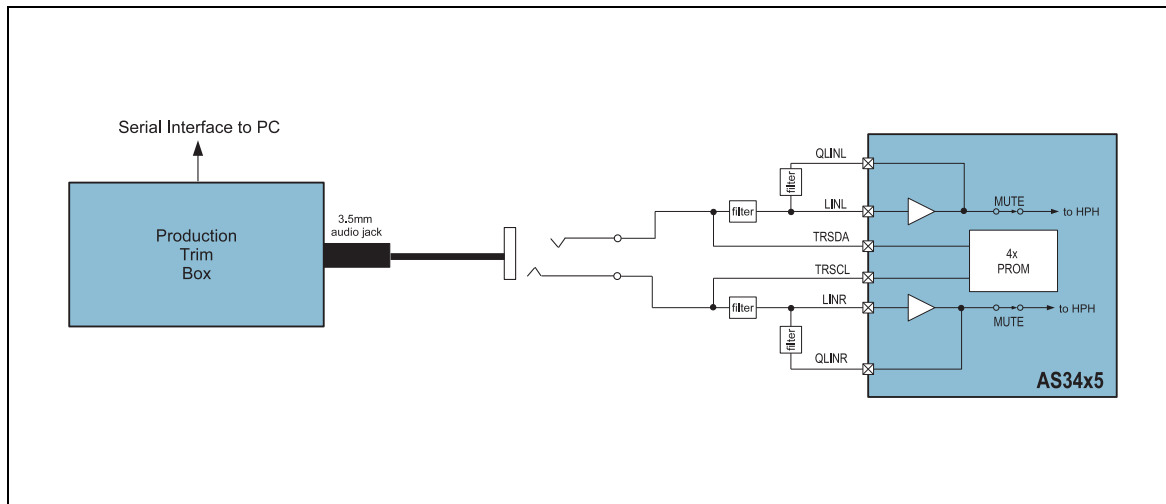 Serial Interface to PC
Production
Trim
Box
3.5mm
audio jack
filter
filter
filter
filter
QLINL
LINL
TRSDA
TRSCL
LINR
QLINR
MUTE
to HPH
4x
PROM
to HPH
MUTE
AS34x5